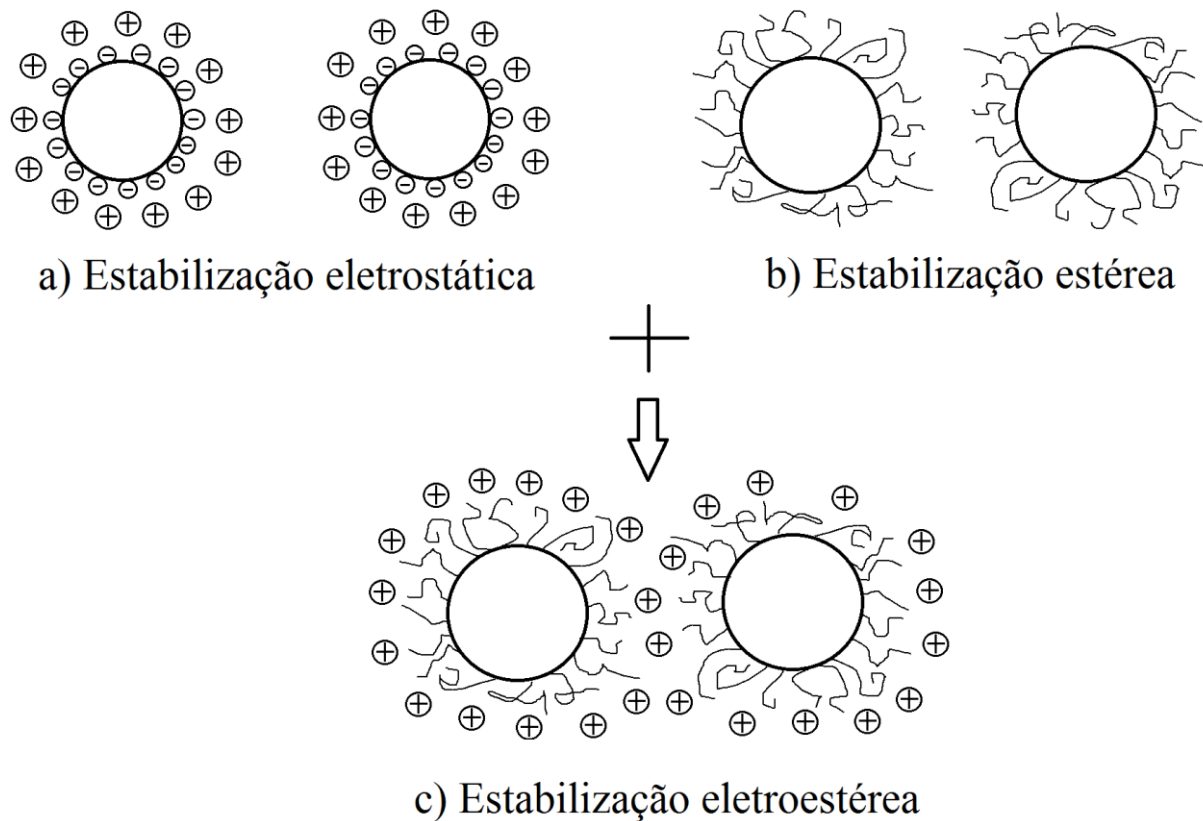 a) Estabilização eletrostática
b) Estabilização estérea
c) Estabilização eletroestérea